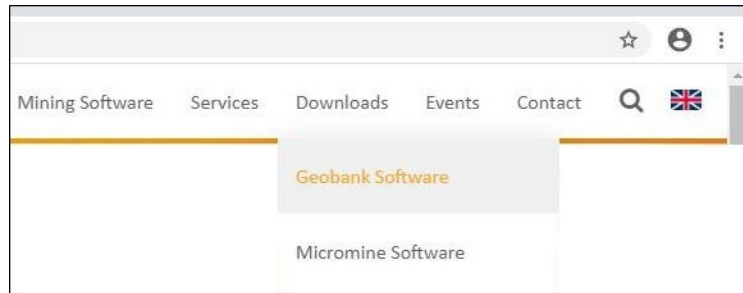 Mining Software Services Downloads Events Contact
Geobank Software
Micromine Software